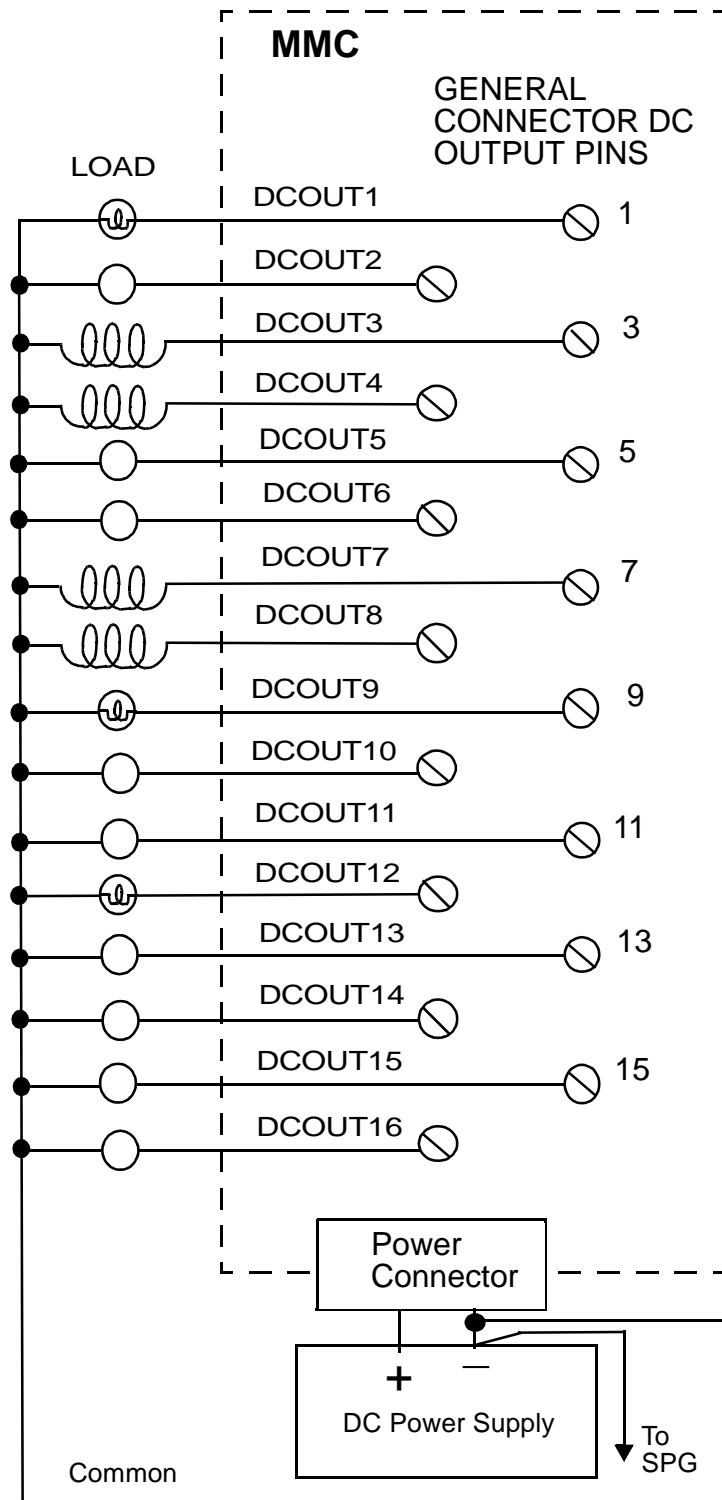 MMC
GENERAL
CONNECTOR DC
OUTPUT PINS
LOAD
DCOUT1 1
DCOUT2
DCOUT3 3
DCOUT4
DCOUT5 5
DCOUT6
DCOUT7 7
DCOUT8
DCOUT9 9
DCOUT10
DCOUT11 11
DCOUT12
DCOUT13 13
DCOUT14
DCOUT15 15
DCOUT16
Power
Connector
+ −
DC Power Supply
To
SPG
Common